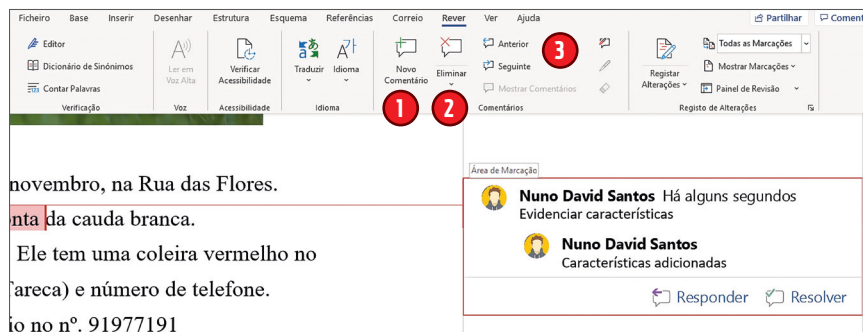 Ficheiro Base Inserir Desenhar Estrutura Esquema Referências Correio Rever Ver Ajuda Partilhar Coment
Editor
Dicionário de Sinónimos
Contar Palavras
Verificação
Ler em
Voz Alta
Voz
Verificar
Acessibilidade
Acessibilidade
Traduzir Idioma
Idioma
Novo
Comentário
Eliminar
Anterior
Seguinte
Mostrar Comentários
1 2 3
Comentários
Registar
Alterações
Todas as Marcações
Mostrar Marcações
Painel de Revisão
Registo de Alterações
novembro, na Rua das Flores.
onta da cauda branca.
Ele tem uma coleira vermelho no
Tareca) e número de telefone.
io no nº. 91977191
Área de Marcação
Nuno David Santos Há alguns segundos
Evidenciar características
Nuno David Santos
Características adicionadas
Responder Resolver